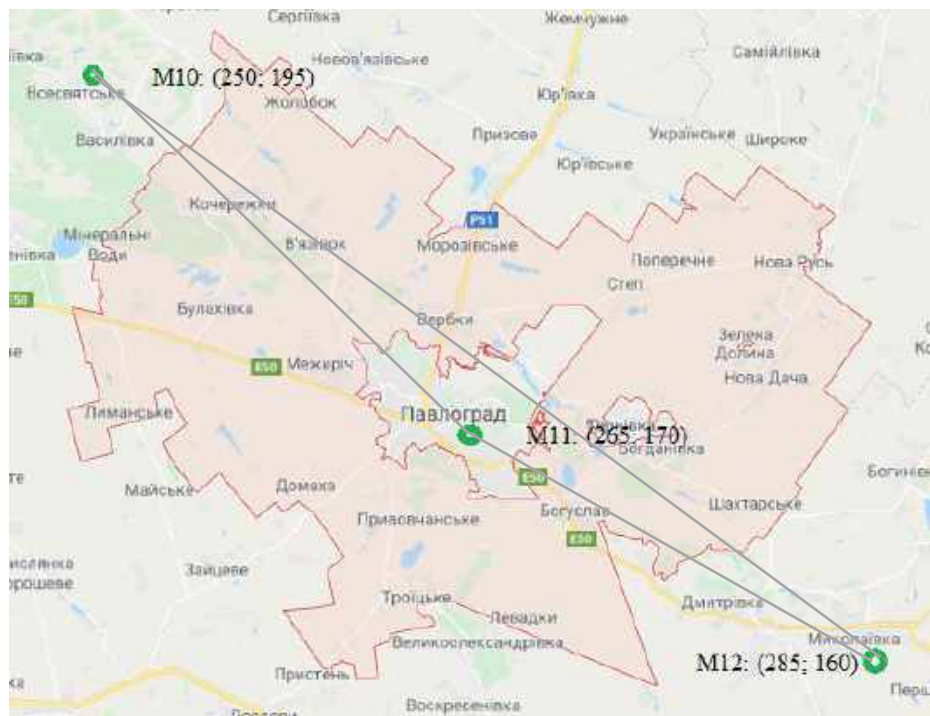 Сергіївка
Жемчужне
Самійлівка
Новов'язівське
M10: (250; 195)
Всесвятське
Жолобок
Юр'ївка
Василівка
Призове
Українське
Широке
Юр'ївське
Кочережки
P51
Мінеральні
Води
В'язівок
Морозівське
Поперечне
Нова Русь
Степ
E50
Булахівка
Вербки
Зелена
Долина
Межиріч
E50
Нова Дача
Лиманське
Павлоград
M11: (265; 170)
Богданівка
E50
Майське
Домаха
Шахтарське
Привовчанське
Богуслав
E50
Зайцеве
Троїцьке
Дмитрівка
Левадки
Великоолександрівка
Миколаївка
M12: (285; 160)
Пристень
Воскресенівка